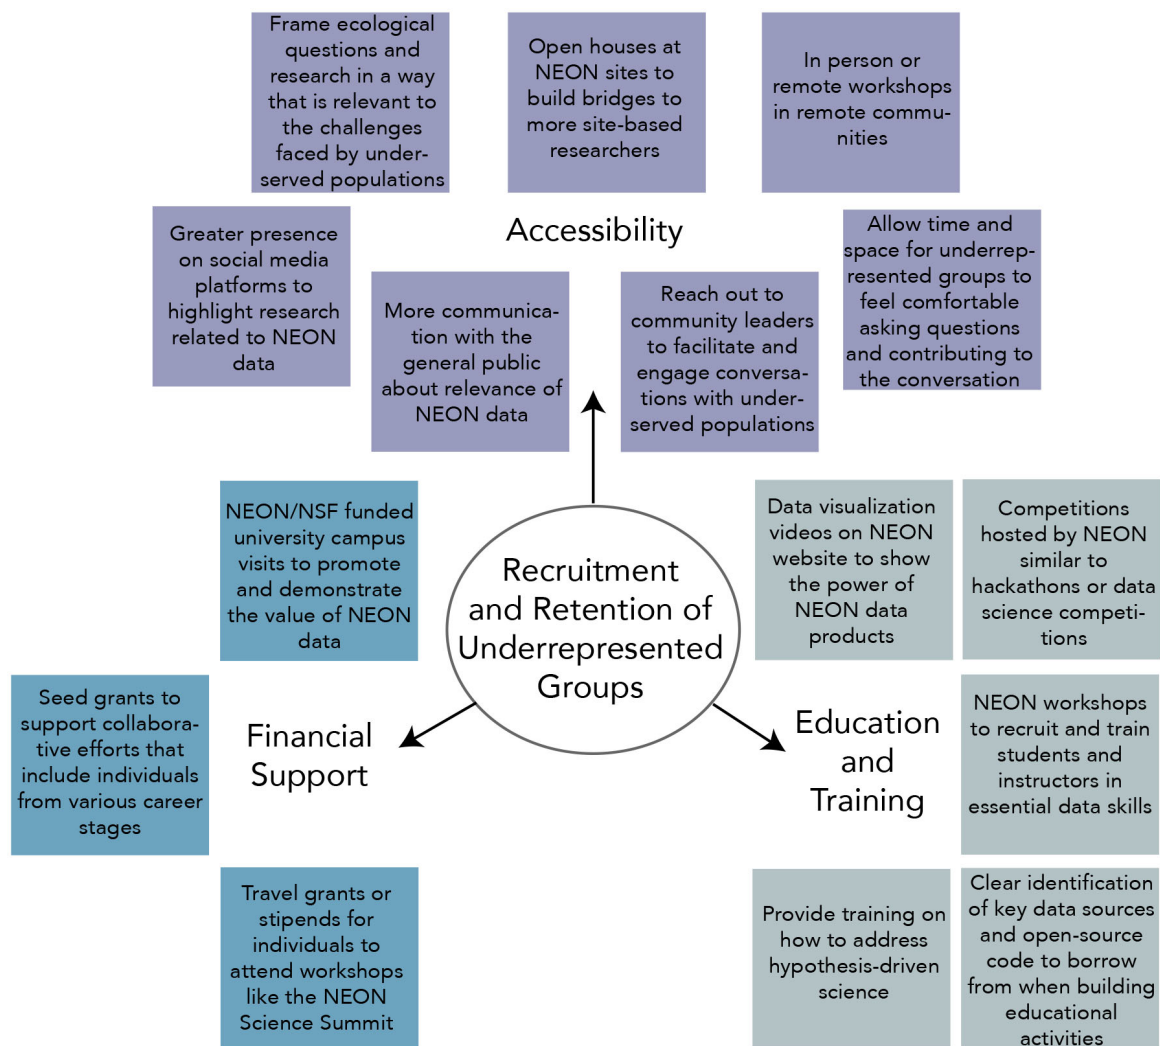 Frame ecological
questions and
research in a way
that is relevant to
the challenges
faced by under-
served populations
Open houses at
NEON sites to
build bridges to
more site-based
researchers
In person or
remote workshops
in remote commu-
nities
Accessibility
Greater presence
on social media
platforms to
highlight research
related to NEON
data
More communica-
tion with the
general public
about relevance of
NEON data
Reach out to
community leaders
to facilitate and
engage conversa-
tions with under-
served populations
Allow time and
space for underrep-
resented groups to
feel comfortable
asking questions
and contributing to
the conversation
NEON/NSF funded
university campus
visits to promote
and demonstrate
the value of NEON
data
Recruitment
and Retention of
Underrepresented
Groups
Data visualization
videos on NEON
website to show
the power of
NEON data
products
Competitions
hosted by NEON
similar to
hackathons or data
science competi-
tions
Seed grants to
support collabora-
tive efforts that
include individuals
from various career
stages
Financial
Support
Education
and
Training
NEON workshops
to recruit and train
students and
instructors in
essential data skills
Travel grants or
stipends for
individuals to
attend workshops
like the NEON
Science Summit
Provide training on
how to address
hypothesis-driven
science
Clear identification
of key data sources
and open-source
code to borrow
from when building
educational
activities